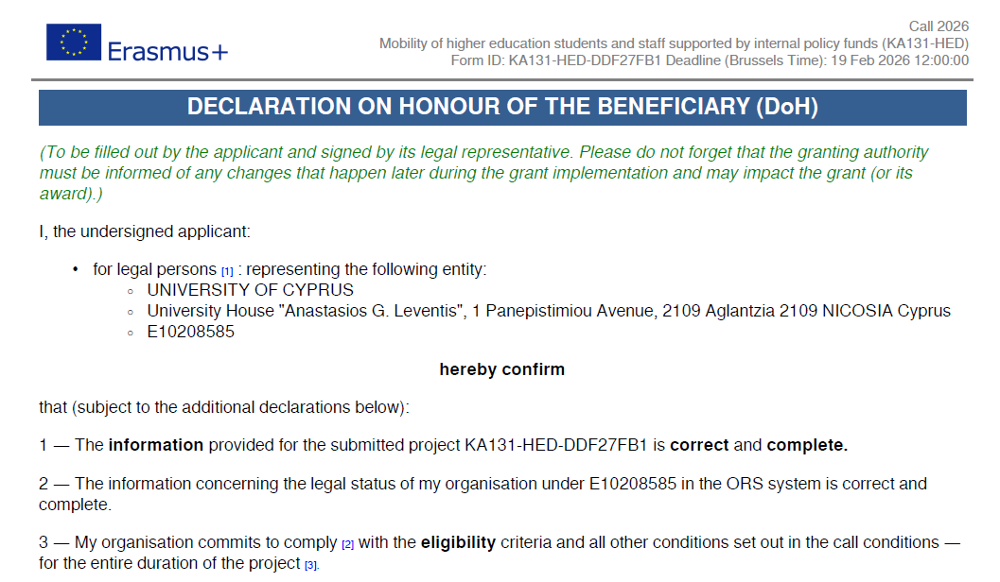 Erasmus+
Call 2026
Mobility of higher education students and staff supported by internal policy funds (KA131-HED)
Form ID: KA131-HED-DDF27FB1 Deadline (Brussels Time): 19 Feb 2026 12:00:00
DECLARATION ON HONOUR OF THE BENEFICIARY (DoH)
(To be filled out by the applicant and signed by its legal representative. Please do not forget that the granting authority
must be informed of any changes that happen later during the grant implementation and may impact the grant (or its
award).)
I, the undersigned applicant:
• for legal persons [1] : representing the following entity:
○ UNIVERSITY OF CYPRUS
○ University House "Anastasios G. Leventis", 1 Panepistimiou Avenue, 2109 Aglantzia 2109 NICOSIA Cyprus
○ E10208585
hereby confirm
that (subject to the additional declarations below):
1 — The information provided for the submitted project KA131-HED-DDF27FB1 is correct and complete.
2 — The information concerning the legal status of my organisation under E10208585 in the ORS system is correct and
complete.
3 — My organisation commits to comply [2] with the eligibility criteria and all other conditions set out in the call conditions —
for the entire duration of the project [3].